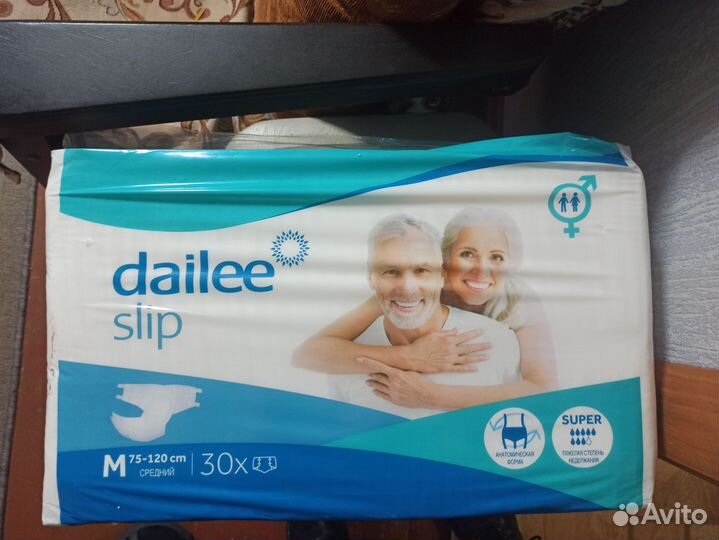 dailee
slip
M 75-120 cm
СРЕДНИЙ
30x
АНАТОМИЧЕСКАЯ
ФОРМА
SUPER
ТЯЖЕЛАЯ СТЕПЕНЬ
НЕДЕРЖАНИЯ
Avito